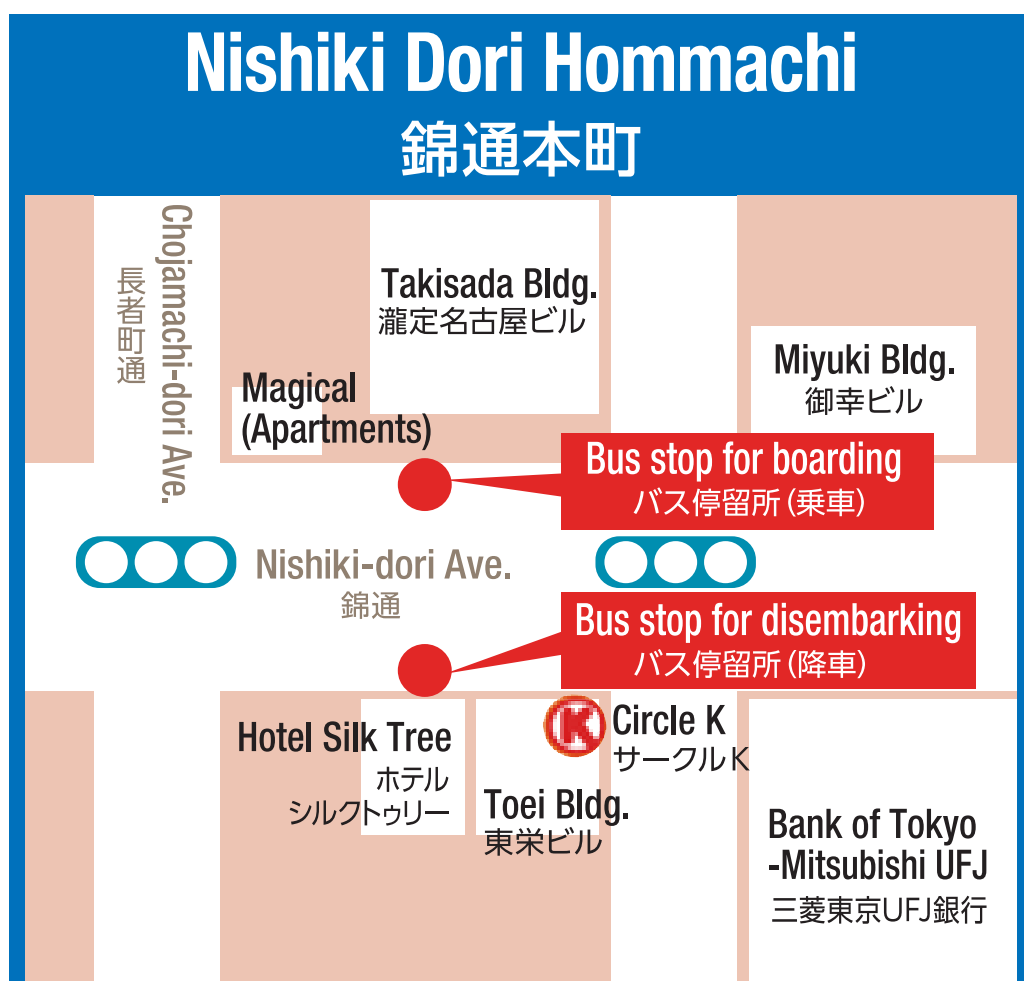 Nishiki Dori Hommachi
錦通本町
Chojamachi-dori Ave.
長者町通
Takisada Bldg.
瀧定名古屋ビル
Magical
(Apartments)
Miyuki Bldg.
御幸ビル
Bus stop for boarding
バス停留所(乗車)
Nishiki-dori Ave.
錦通
Bus stop for disembarking
バス停留所(降車)
Hotel Silk Tree
ホテル
シルクトゥリー
K
Circle K
サークルK
Toei Bldg.
東栄ビル
Bank of Tokyo
-Mitsubishi UFJ
三菱東京UFJ銀行